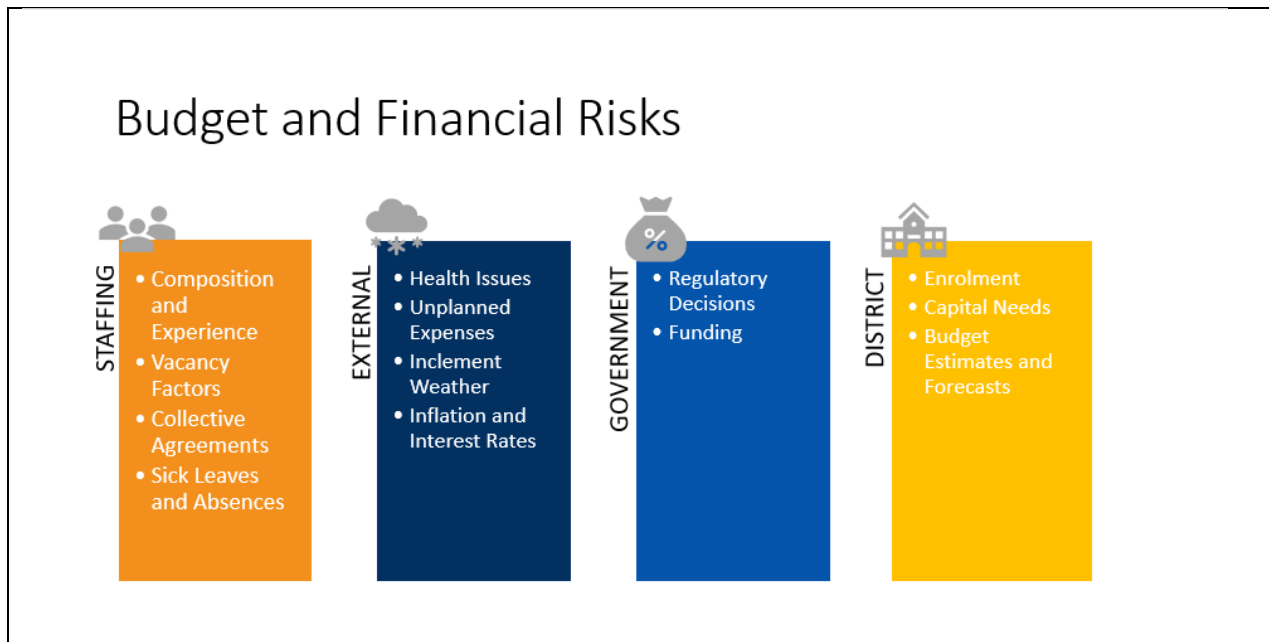 Budget and Financial Risks
STAFFING
• Composition
and
Experience
• Vacancy
Factors
• Collective
Agreements
• Sick Leaves
and Absences
EXTERNAL
• Health Issues
• Unplanned
Expenses
• Inclement
Weather
• Inflation and
Interest Rates
GOVERNMENT
%
• Regulatory
Decisions
• Funding
DISTRICT
• Enrolment
• Capital Needs
• Budget
Estimates and
Forecasts